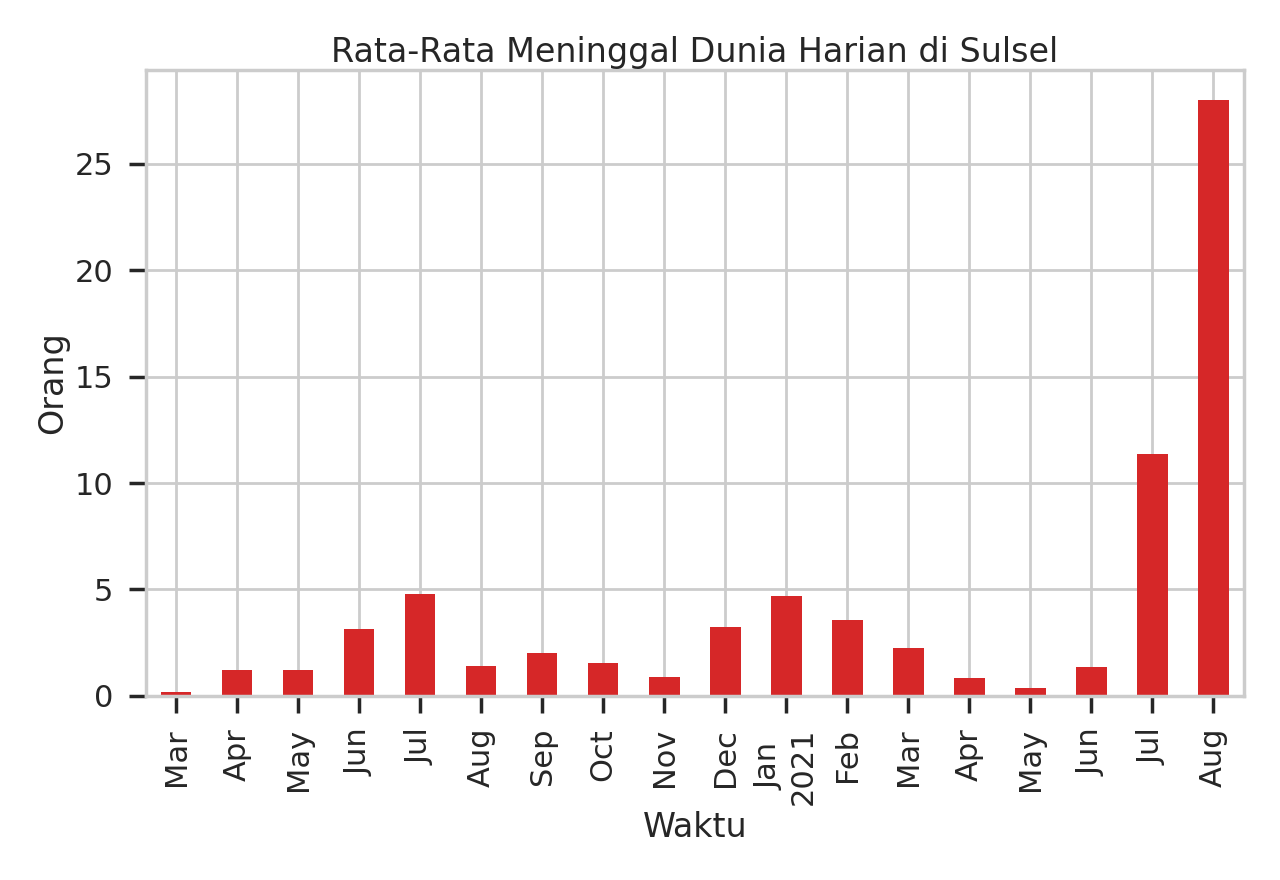 Rata-Rata Meninggal Dunia Harian di Sulsel
Orang
25
20
15
10
5
0
Mar
Apr
May
Jun
Jul
Aug
Sep
Oct
Nov
Dec
Jan
2021
Feb
Mar
Apr
May
Jun
Jul
Aug
Waktu